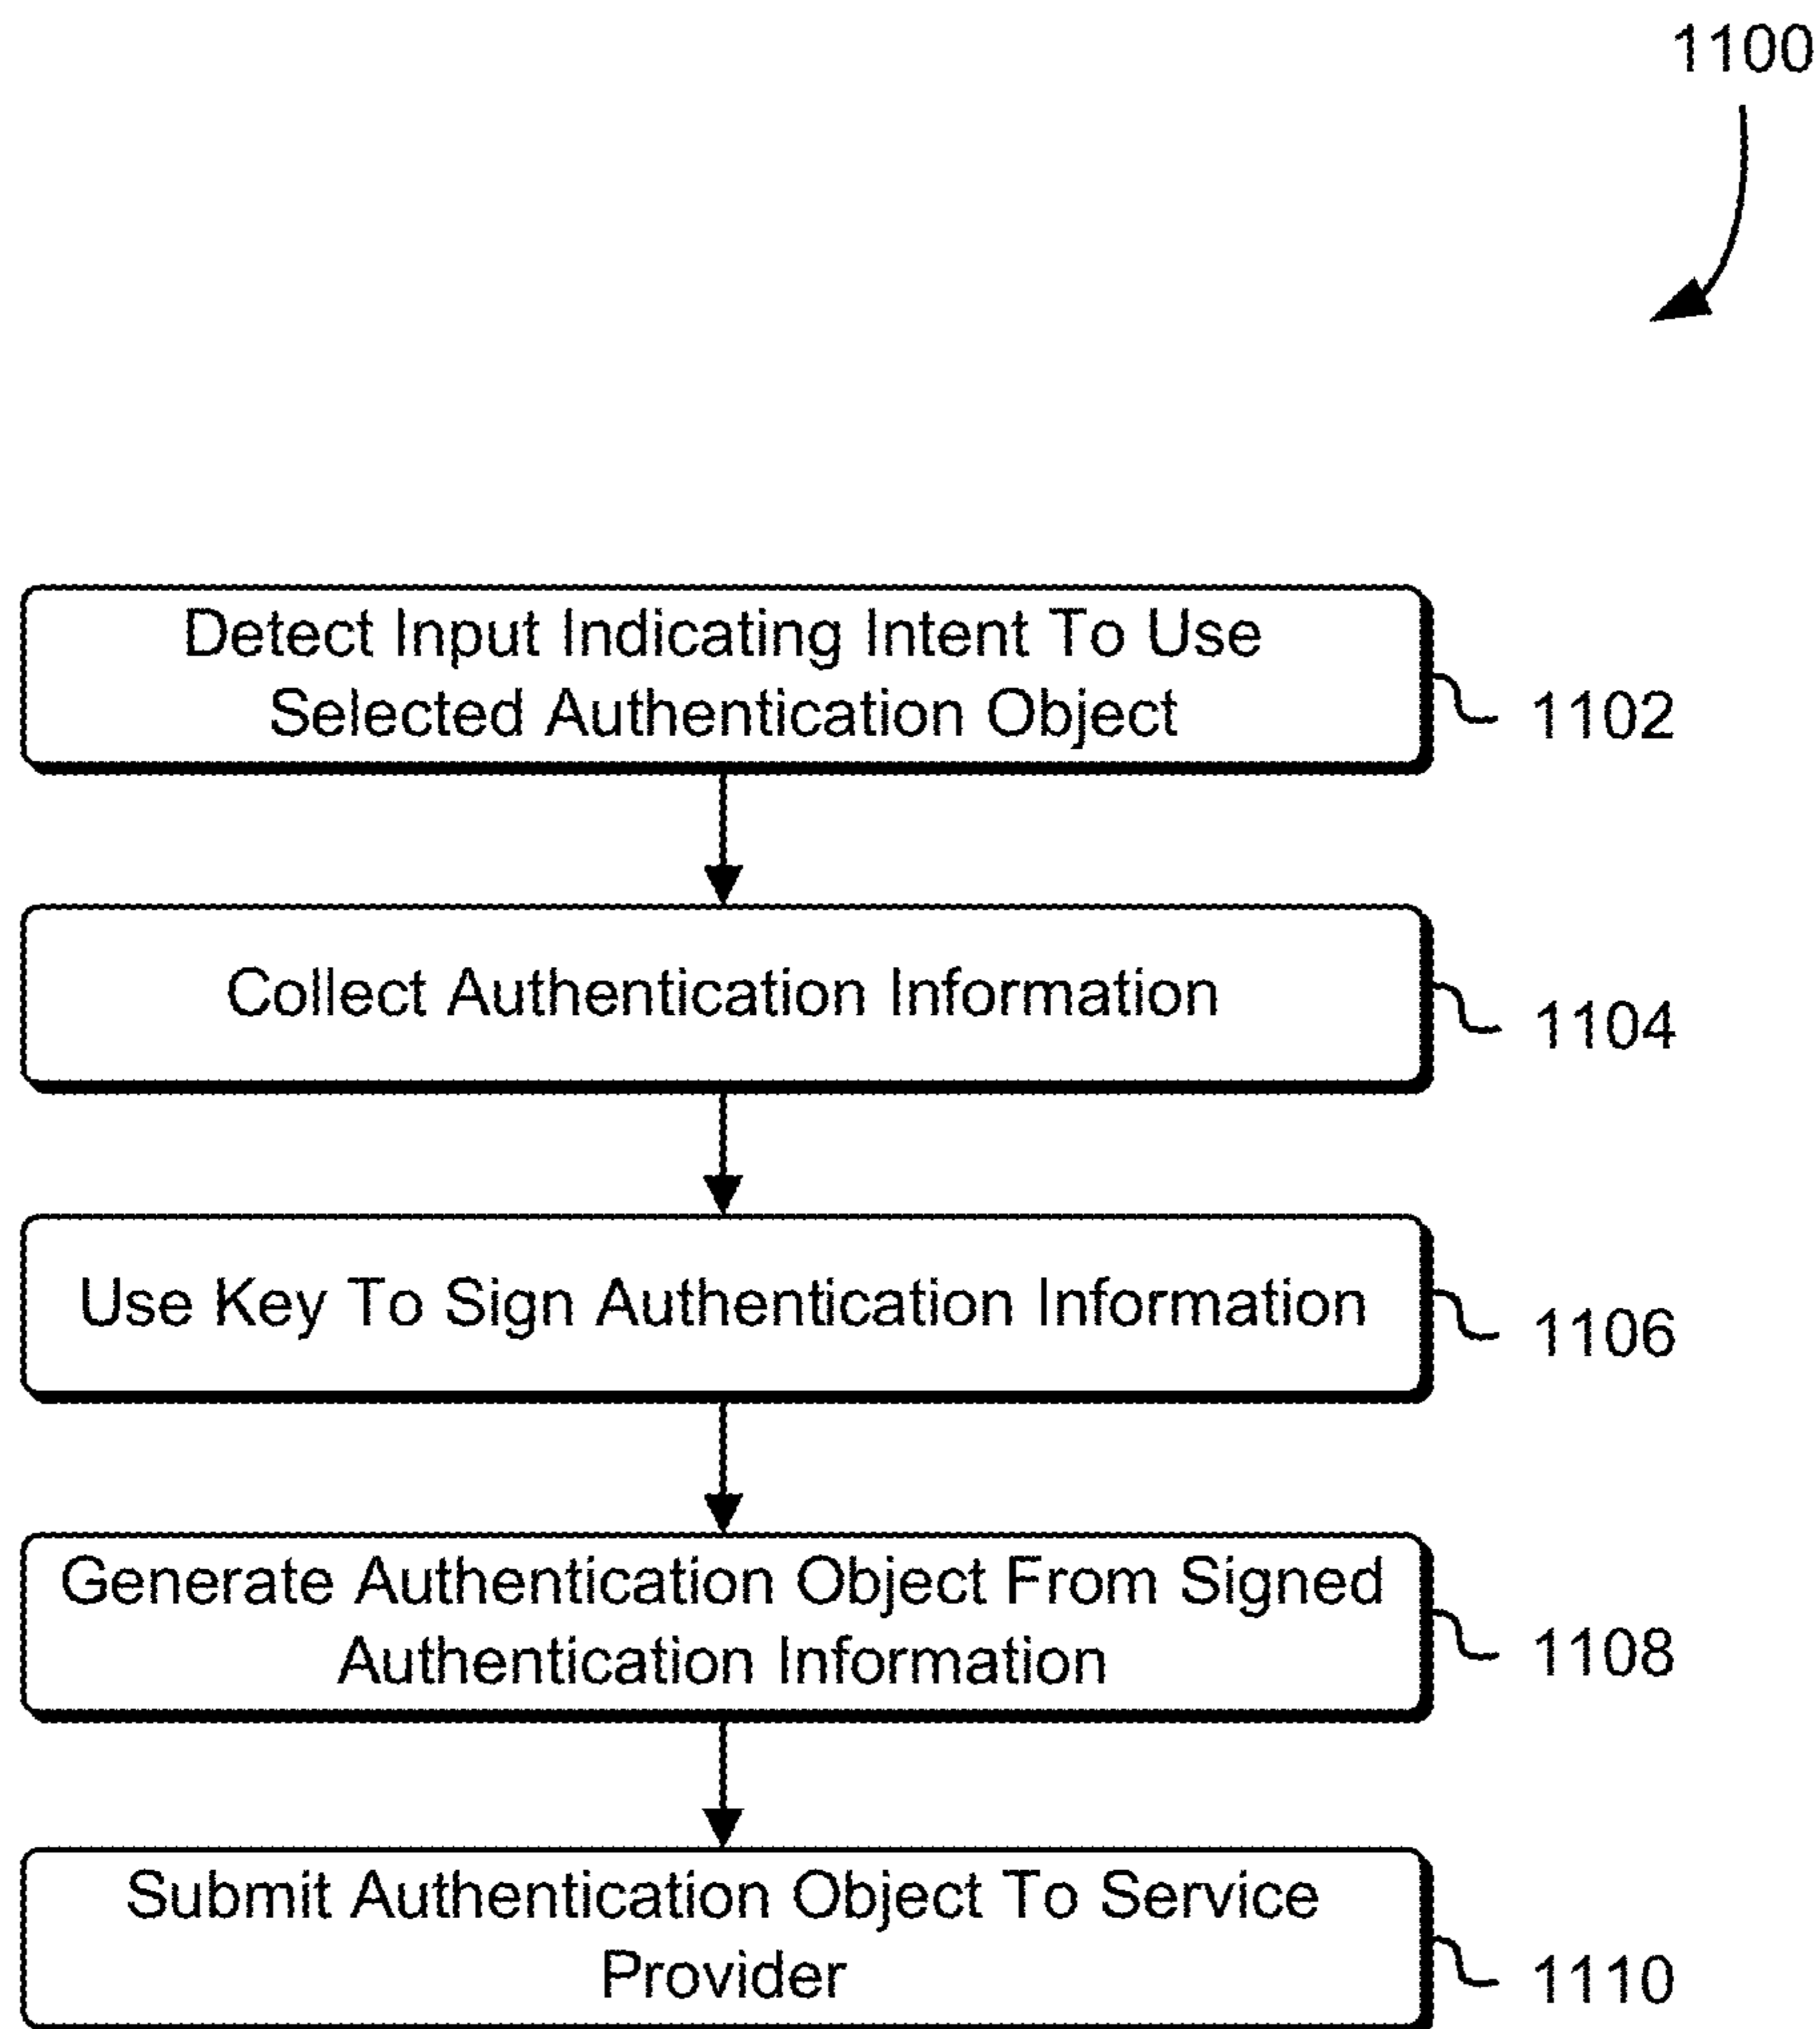 1100
Detect Input Indicating Intent To Use
Selected Authentication Object
1102
Collect Authentication Information
1104
Use Key To Sign Authentication Information
1106
Generate Authentication Object From Signed
Authentication Information
1108
Submit Authentication Object To Service
Provider
1110